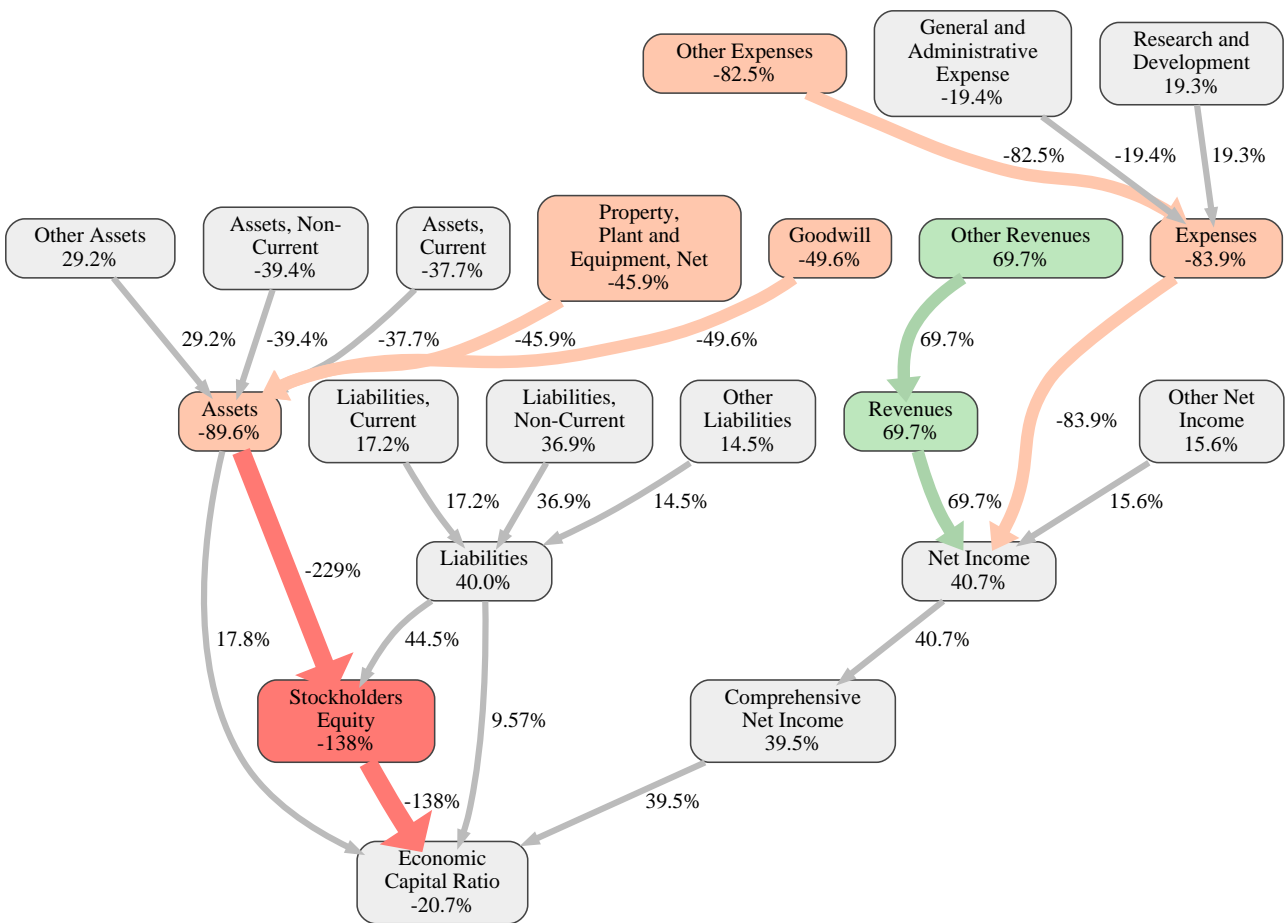 Other Expenses
-82.5%
General and
Administrative
Expense
-19.4%
Research and
Development
19.3%
-82.5%
-19.4%
19.3%
Other Assets
29.2%
Assets, Non-
Current
-39.4%
Assets,
Current
-37.7%
Property,
Plant and
Equipment, Net
-45.9%
Goodwill
-49.6%
Other Revenues
69.7%
Expenses
-83.9%
29.2%
-39.4%
-37.7%
-45.9%
-49.6%
69.7%
-83.9%
Assets
-89.6%
Liabilities,
Current
17.2%
Liabilities,
Non-Current
36.9%
Other
Liabilities
14.5%
Revenues
69.7%
Other Net
Income
15.6%
17.2%
36.9%
14.5%
69.7%
15.6%
-229%
Liabilities
40.0%
Net Income
40.7%
17.8%
44.5%
40.7%
Stockholders
Equity
-138%
9.57%
Comprehensive
Net Income
39.5%
-138%
39.5%
Economic
Capital Ratio
-20.7%